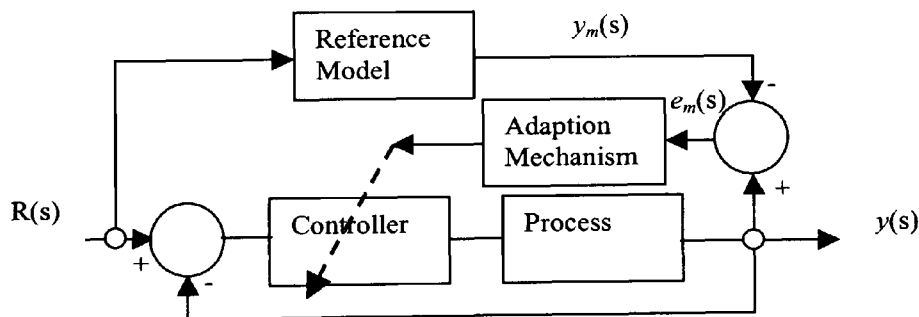 Reference
Model
yₘ(s)
-
eₘ(s)
Adaption
Mechanism
+
R(s)
Controller
Process
y(s)
+
-